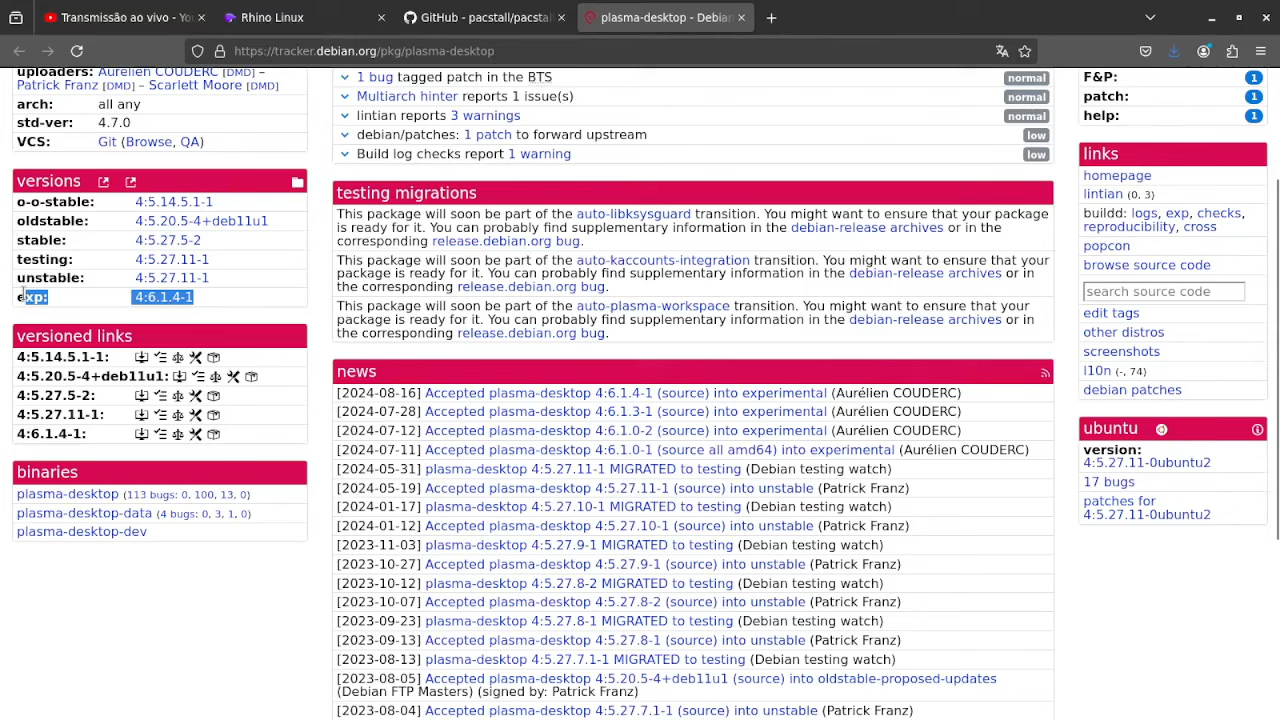 Transmissão ao vivo - You
Rhino Linux
GitHub - pacstall/pacstal
plasma-desktop - Debian
https://tracker.debian.org/pkg/plasma-desktop
uploaders: Aurélien COUDERC [DMD] –
Patrick Franz [DMD] – Scarlett Moore [DMD]
arch: all any
std-ver: 4.7.0
VCS: Git (Browse, QA)
versions
o-o-stable: 4:5.14.5.1-1
oldstable: 4:5.20.5-4+deb11u1
stable: 4:5.27.5-2
testing: 4:5.27.11-1
unstable: 4:5.27.11-1
exp: 4:6.1.4-1
versioned links
4:5.14.5.1-1:
4:5.20.5-4+deb11u1:
4:5.27.5-2:
4:5.27.11-1:
4:6.1.4-1:
binaries
plasma-desktop (113 bugs: 0, 100, 13, 0)
plasma-desktop-data (4 bugs: 0, 3, 1, 0)
plasma-desktop-dev
1 bug tagged patch in the BTS normal
Multiarch hinter reports 1 issue(s) normal
lintian reports 3 warnings normal
debian/patches: 1 patch to forward upstream low
Build log checks report 1 warning low
testing migrations
This package will soon be part of the auto-libksysguard transition. You might want to ensure that your package
is ready for it. You can probably find supplementary information in the debian-release archives or in the
corresponding release.debian.org bug.
This package will soon be part of the auto-kaccounts-integration transition. You might want to ensure that your
package is ready for it. You can probably find supplementary information in the debian-release archives or in
the corresponding release.debian.org bug.
This package will soon be part of the auto-plasma-workspace transition. You might want to ensure that your
package is ready for it. You can probably find supplementary information in the debian-release archives or in
the corresponding release.debian.org bug.
news
[2024-08-16] Accepted plasma-desktop 4:6.1.4-1 (source) into experimental (Aurélien COUDERC)
[2024-07-28] Accepted plasma-desktop 4:6.1.3-1 (source) into experimental (Aurélien COUDERC)
[2024-07-12] Accepted plasma-desktop 4:6.1.0-2 (source) into experimental (Aurélien COUDERC)
[2024-07-11] Accepted plasma-desktop 4:6.1.0-1 (source all amd64) into experimental (Aurélien COUDERC)
[2024-05-31] plasma-desktop 4:5.27.11-1 MIGRATED to testing (Debian testing watch)
[2024-05-19] Accepted plasma-desktop 4:5.27.11-1 (source) into unstable (Patrick Franz)
[2024-01-17] plasma-desktop 4:5.27.10-1 MIGRATED to testing (Debian testing watch)
[2024-01-12] Accepted plasma-desktop 4:5.27.10-1 (source) into unstable (Patrick Franz)
[2023-11-03] plasma-desktop 4:5.27.9-1 MIGRATED to testing (Debian testing watch)
[2023-10-27] Accepted plasma-desktop 4:5.27.9-1 (source) into unstable (Patrick Franz)
[2023-10-12] plasma-desktop 4:5.27.8-2 MIGRATED to testing (Debian testing watch)
[2023-10-07] Accepted plasma-desktop 4:5.27.8-2 (source) into unstable (Patrick Franz)
[2023-09-23] plasma-desktop 4:5.27.8-1 MIGRATED to testing (Debian testing watch)
[2023-09-13] Accepted plasma-desktop 4:5.27.8-1 (source) into unstable (Patrick Franz)
[2023-08-13] plasma-desktop 4:5.27.7.1-1 MIGRATED to testing (Debian testing watch)
[2023-08-05] Accepted plasma-desktop 4:5.20.5-4+deb11u1 (source) into oldstable-proposed-updates
(Debian FTP Masters) (signed by: Patrick Franz)
[2023-08-04] Accepted plasma-desktop 4:5.27.7.1-1 (source) into unstable (Patrick Franz)
F&P: 1
patch: 1
help: 1
links
homepage
lintian (0, 3)
buildd: logs, exp, checks,
reproducibility, cross
popcon
browse source code
search source code
edit tags
other distros
screenshots
l10n (-, 74)
debian patches
ubuntu
version:
4:5.27.11-0ubuntu2
17 bugs
patches for
4:5.27.11-0ubuntu2